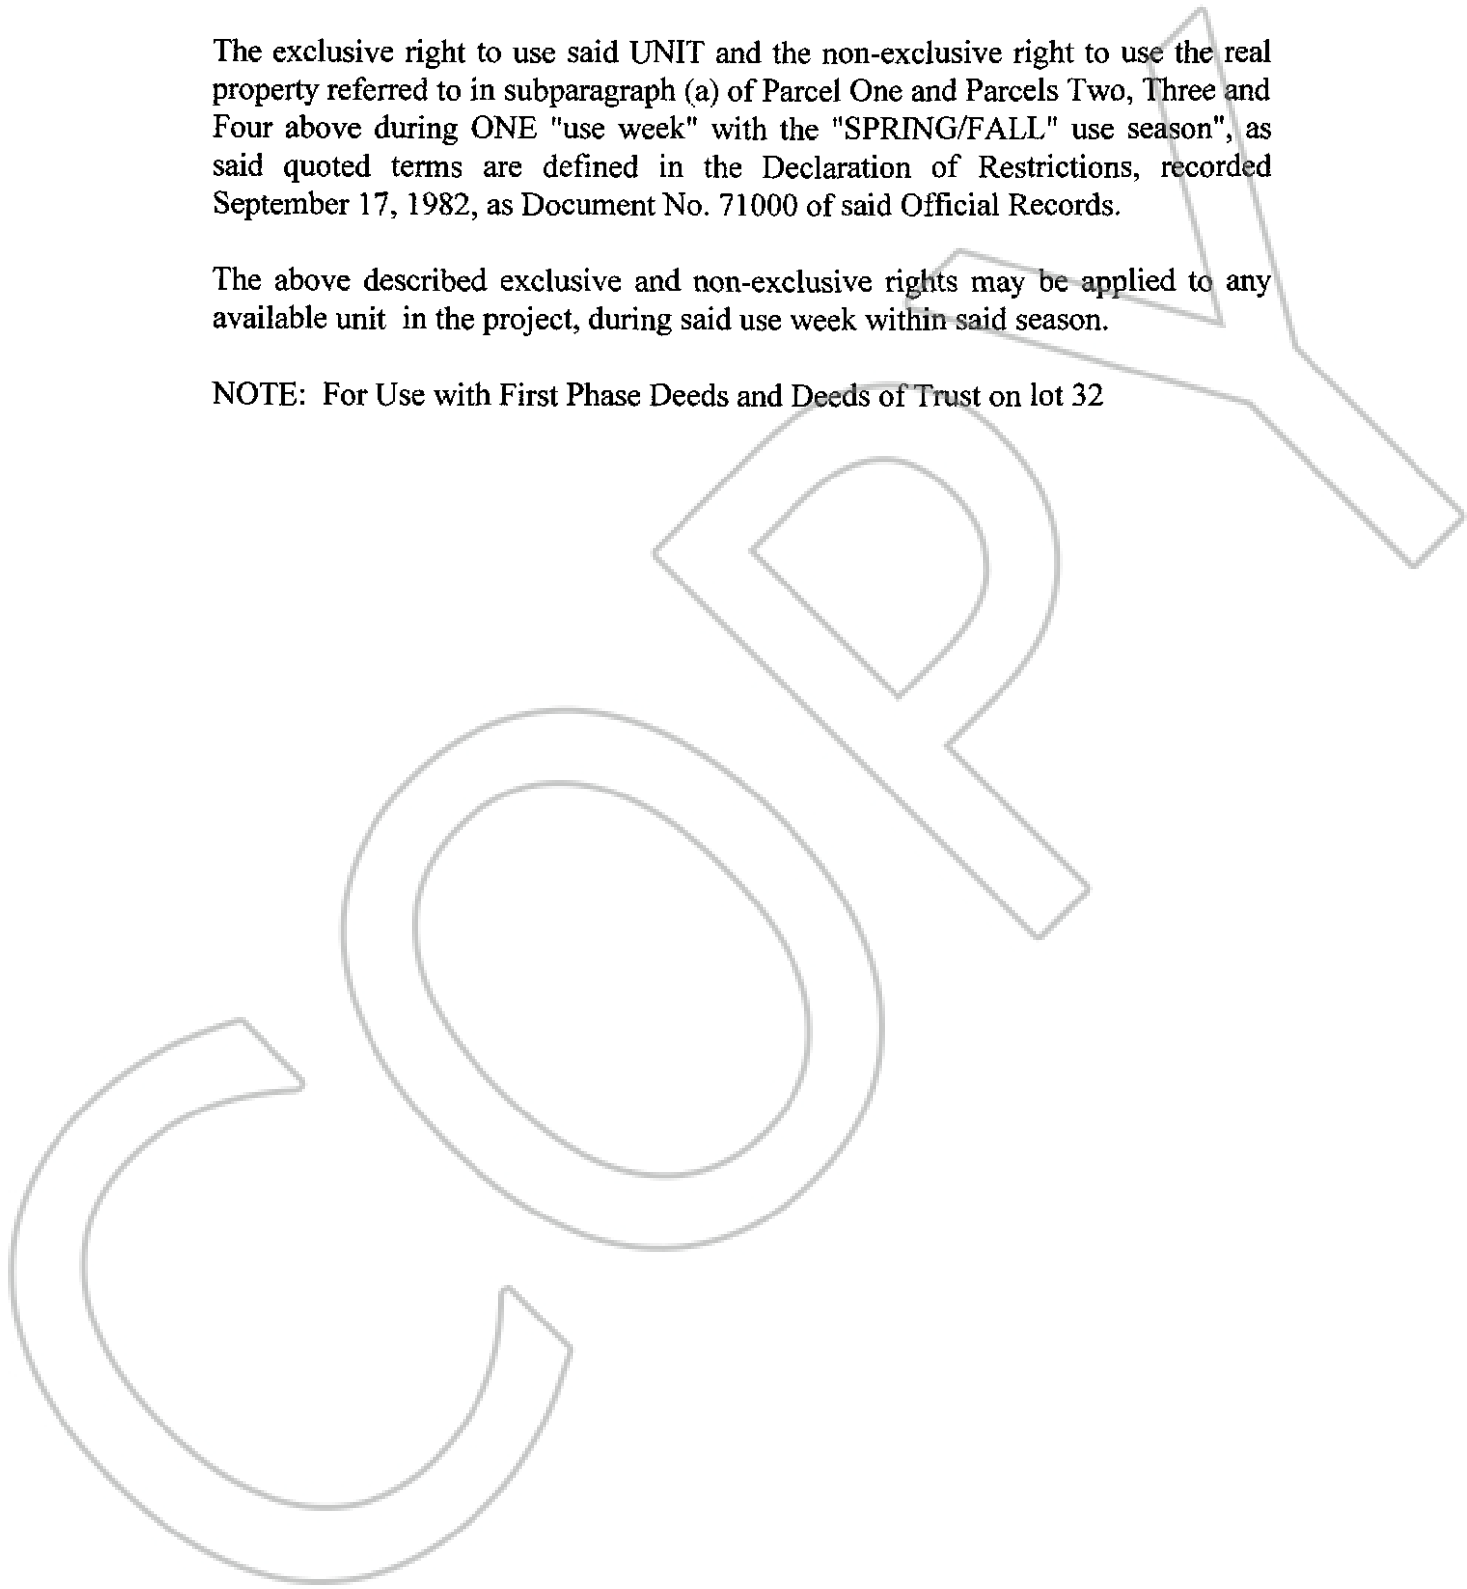 The exclusive right to use said UNIT and the non-exclusive right to use the real
property referred to in subparagraph (a) of Parcel One and Parcels Two, Three and
Four above during ONE "use week" with the "SPRING/FALL" use season", as
said quoted terms are defined in the Declaration of Restrictions, recorded
September 17, 1982, as Document No. 71000 of said Official Records.
The above described exclusive and non-exclusive rights may be applied to any
available unit in the project, during said use week within said season.
NOTE: For Use with First Phase Deeds and Deeds of Trust on lot 32
COPY